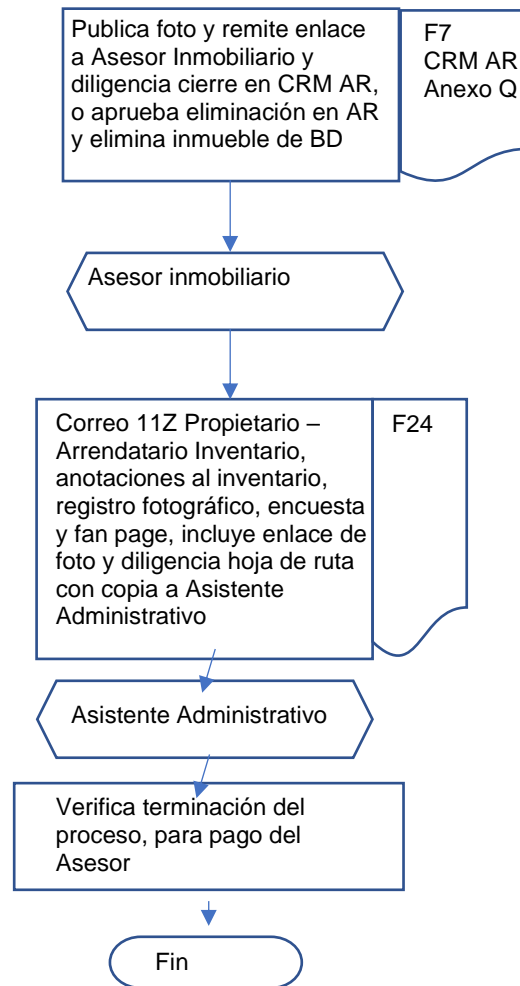 Publica foto y remite enlace
a Asesor Inmobiliario y
diligencia cierre en CRM AR,
o aprueba eliminación en AR
y elimina inmueble de BD
F7
CRM AR
Anexo Q
Asesor inmobiliario
Correo 11Z Propietario –
Arrendatario Inventario,
anotaciones al inventario,
registro fotográfico, encuesta
y fan page, incluye enlace de
foto y diligencia hoja de ruta
con copia a Asistente
Administrativo
F24
Asistente Administrativo
Verifica terminación del
proceso, para pago del
Asesor
Fin